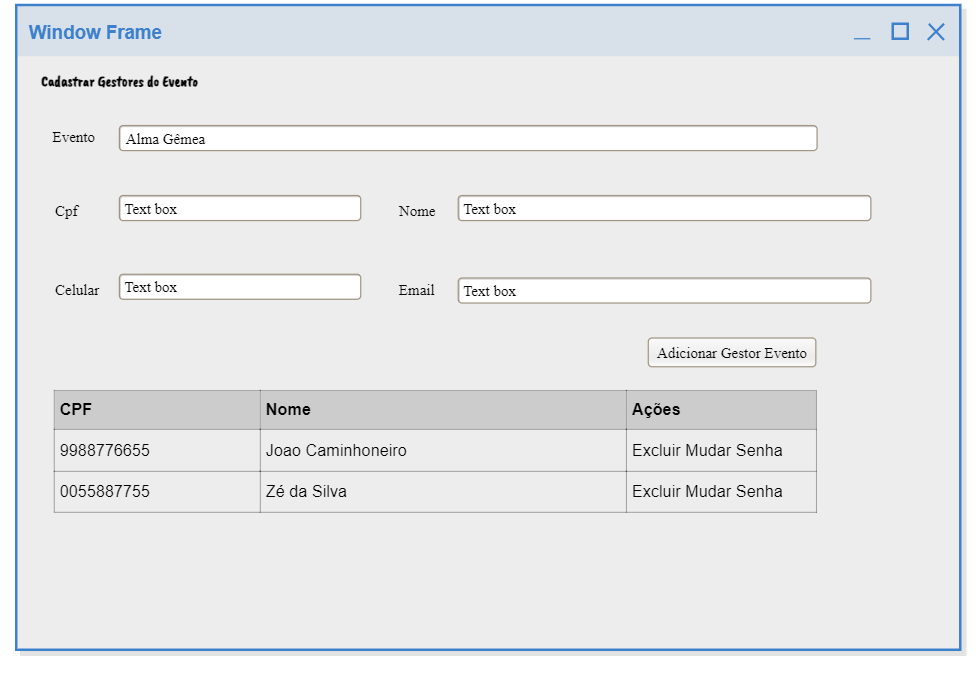 Window Frame
Cadastrar Gestores do Evento
Evento Alma Gêmea
Cpf Text box Nome Text box
Celular Text box Email Text box
Adicionar Gestor Evento
CPF Nome Ações
9988776655 Joao Caminhoneiro Excluir Mudar Senha
0055887755 Zé da Silva Excluir Mudar Senha